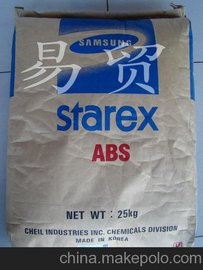 SAMSUNG
易贸
starex
ABS
NET WT : 25kg
CHEIL INDUSTRIES INC. CHEMICALS DIVISION
MADE IN KOREA
china.makepolo.com